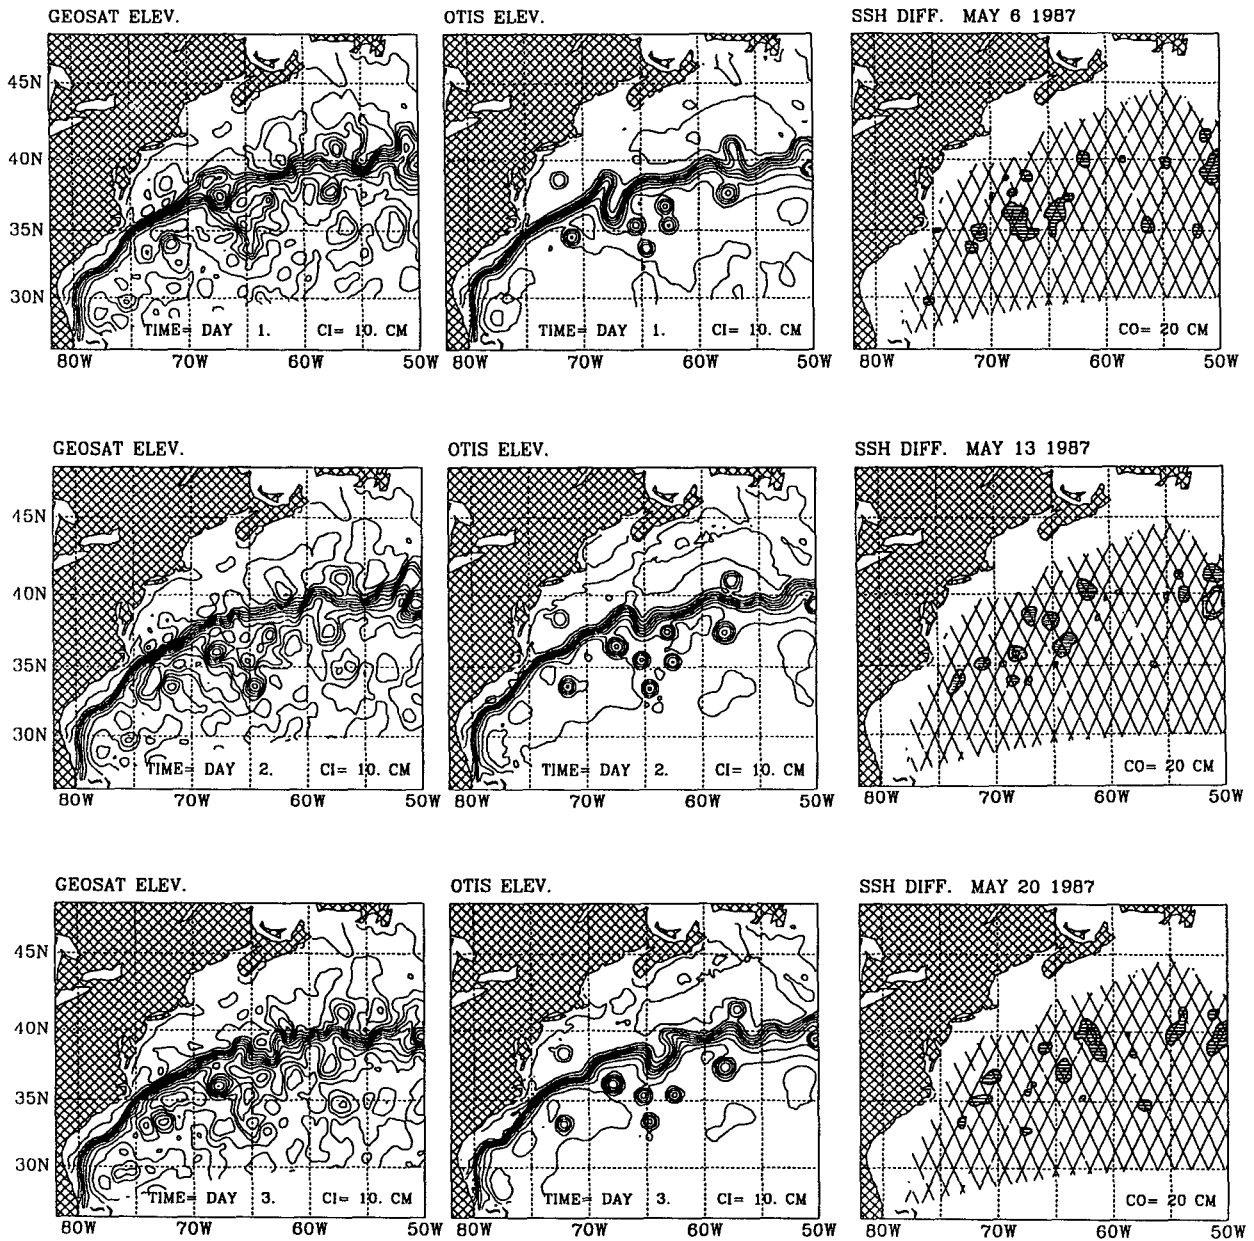 GEOSAT ELEV. OTIS ELEV. SSH DIFF. MAY 6 1987
45N
40N
35N
30N
TIME= DAY 1. CI= 10. CM TIME= DAY 1. CI= 10. CM CO= 20 CM
80W 70W 60W 80W 70W 60W 50W 80W 70W 60W 50W
GEOSAT ELEV. OTIS ELEV. SSH DIFF. MAY 13 1987
45N
40N
35N
30N
TIME= DAY 2. CI= 10. CM TIME= DAY 2. CI= 10. CM CO= 20 CM
80W 70W 60W 80W 70W 60W 50W 80W 70W 60W 50W
GEOSAT ELEV. OTIS ELEV. SSH DIFF. MAY 20 1987
45N
40N
35N
30N
TIME= DAY 3. CI= 10. CM TIME= DAY 3. CI= 10. CM CO= 20 CM
80W 70W 60W 80W 70W 60W 50W 80W 70W 60W 50W